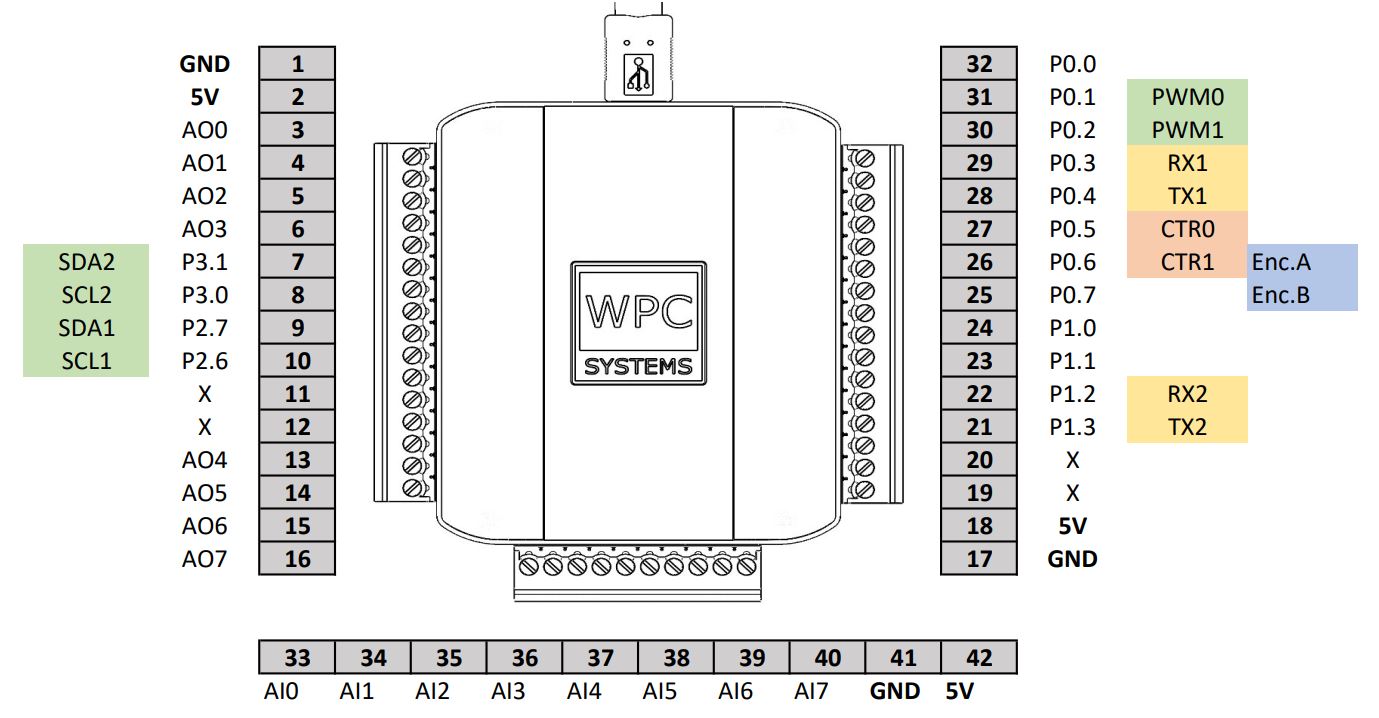 GND 1 32 P0.0
5V 2 31 P0.1 PWM0
AO0 3 30 P0.2 PWM1
AO1 4 29 P0.3 RX1
AO2 5 28 P0.4 TX1
AO3 6 27 P0.5 CTR0
SDA2 P3.1 7 26 P0.6 CTR1 Enc.A
SCL2 P3.0 8 25 P0.7 Enc.B
SDA1 P2.7 9 24 P1.0
SCL1 P2.6 10 23 P1.1
X 11 22 P1.2 RX2
X 12 21 P1.3 TX2
AO4 13 20 X
AO5 14 19 X
AO6 15 18 5V
AO7 16 17 GND
WPC
SYSTEMS
33 34 35 36 37 38 39 40 41 42
AI0 AI1 AI2 AI3 AI4 AI5 AI6 AI7 GND 5V